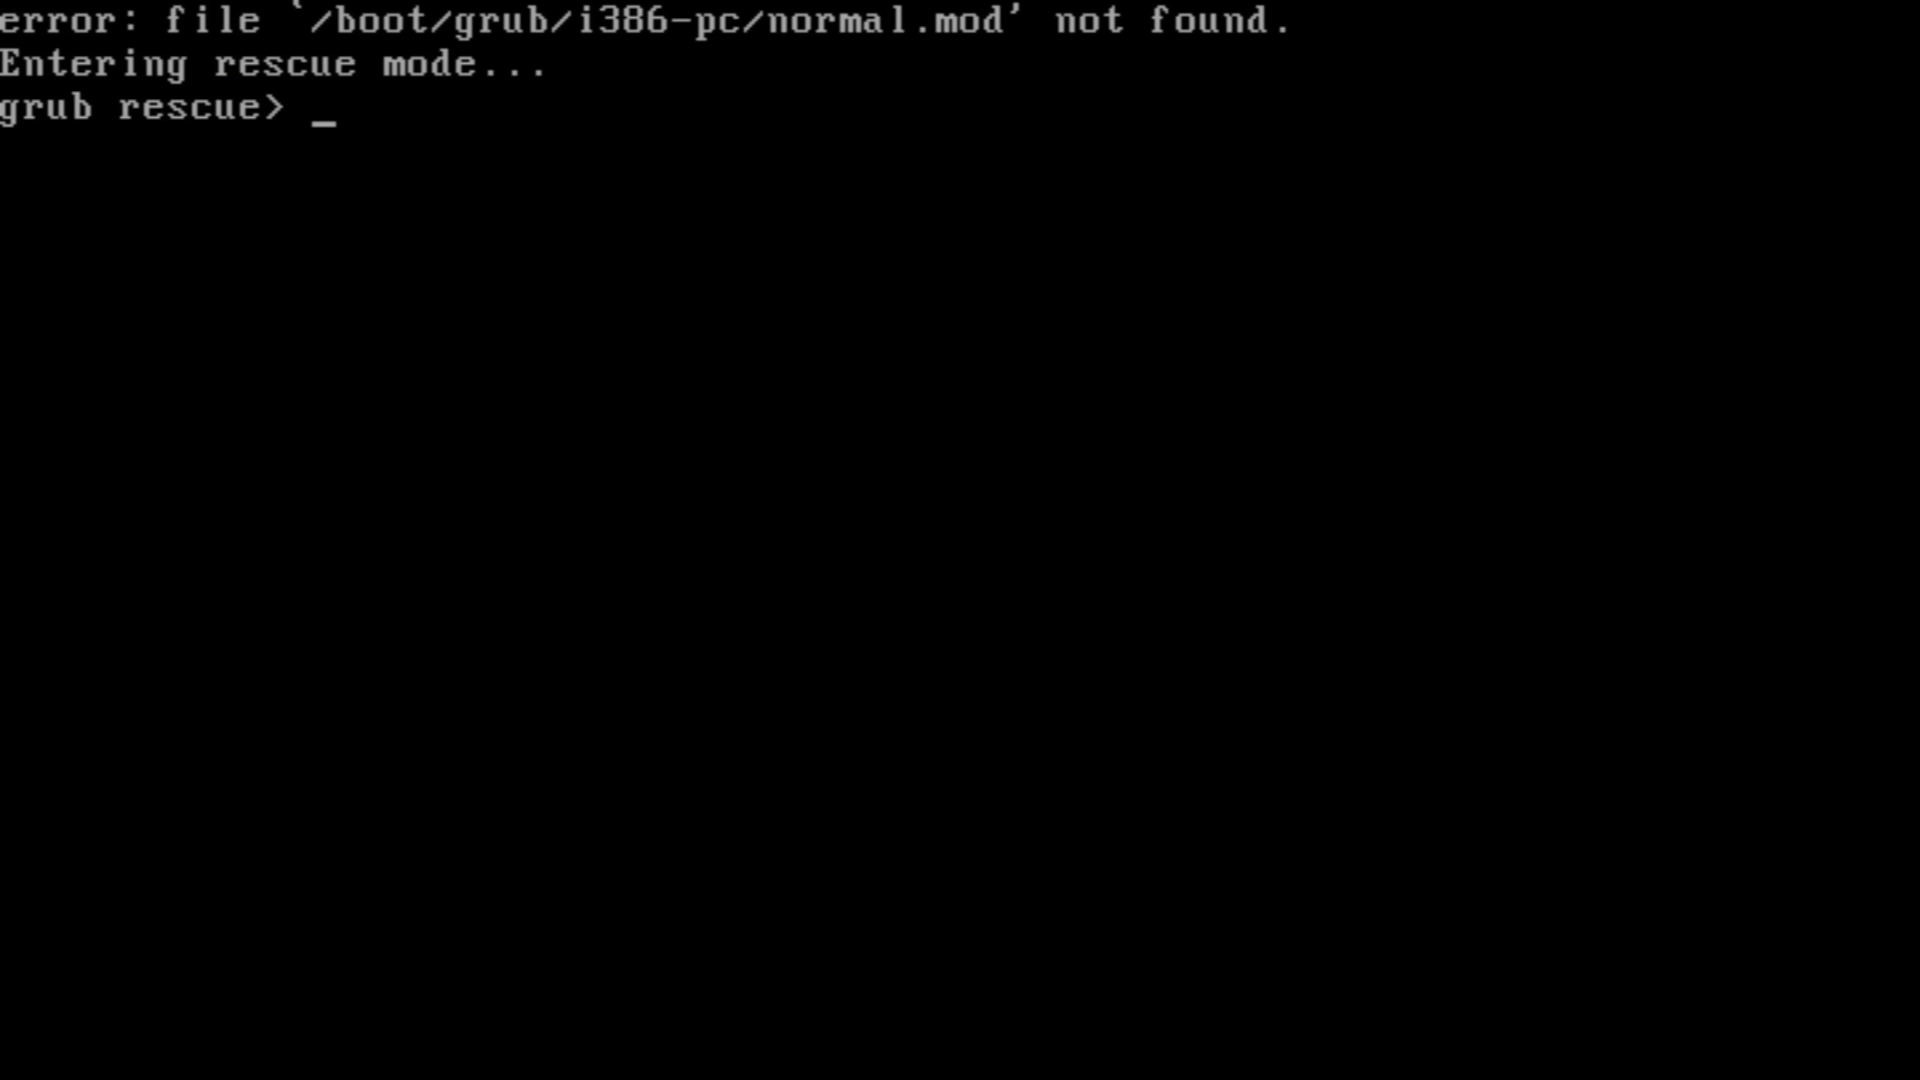 error: file `/boot/grub/i386-pc/normal.mod' not found.
Entering rescue mode...
grub rescue> _